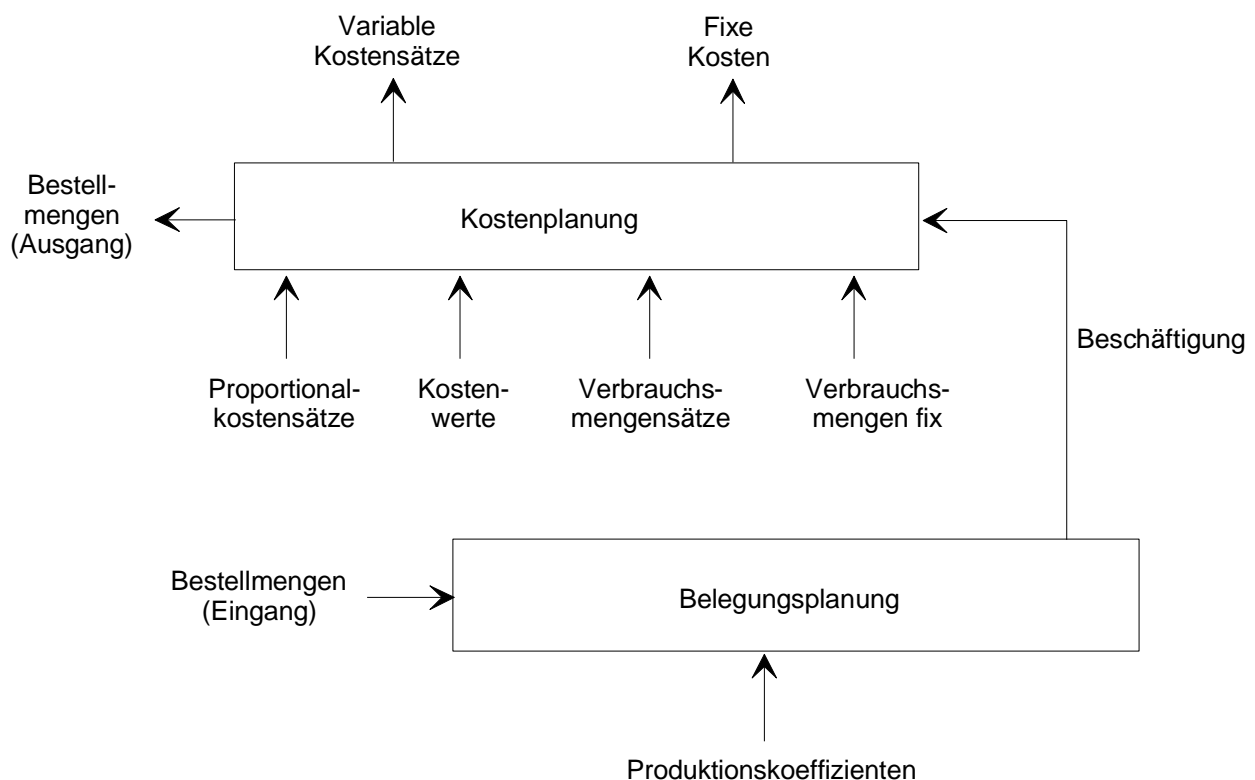 Variable
Kostensätze
Fixe
Kosten
Bestell-
mengen
(Ausgang)
Kostenplanung
Proportional-
kostensätze
Kosten-
werte
Verbrauchs-
mengensätze
Verbrauchs-
mengen fix
Beschäftigung
Bestellmengen
(Eingang)
Belegungsplanung
Produktionskoeffizienten